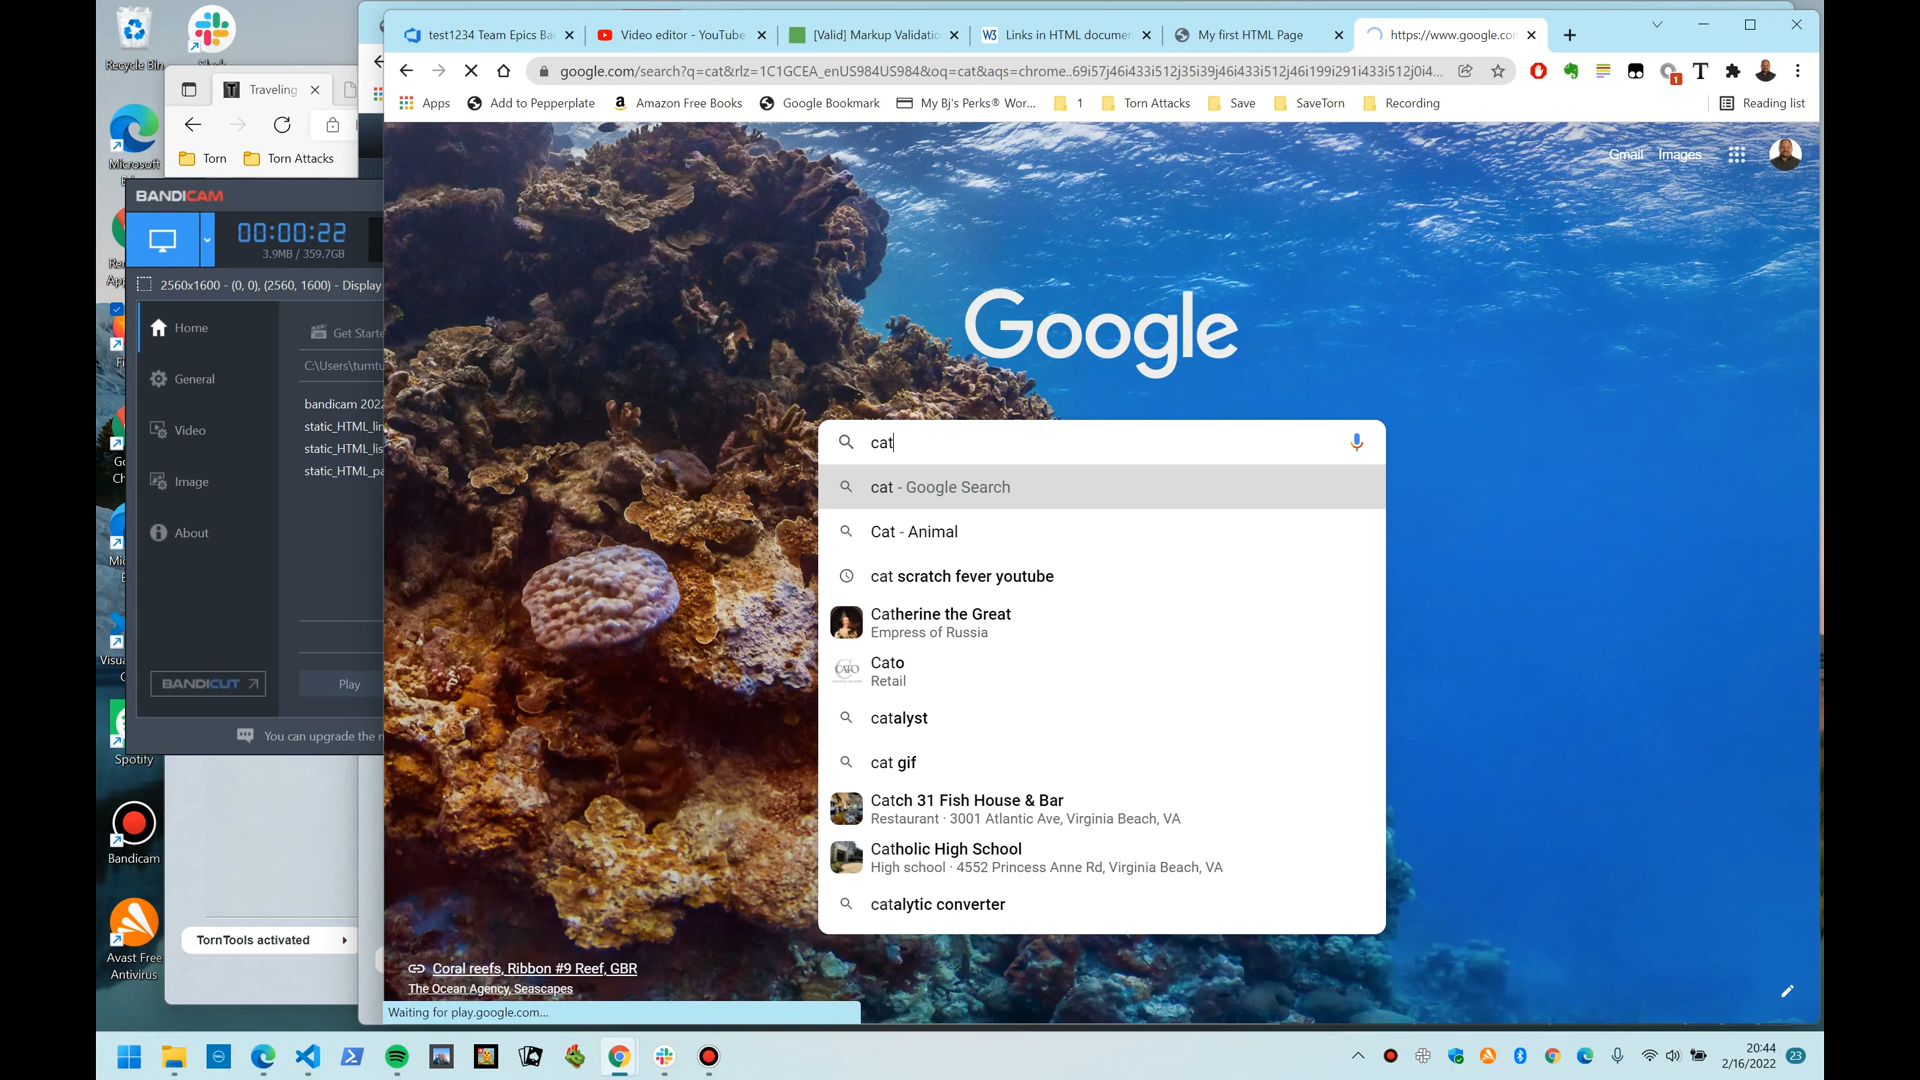 Recycle Bin
Traveling
Torn
Torn Attacks
Microsoft
BANDICAM
00:00:22
3.9MB / 359.7GB
2560x1600 - (0, 0), (2560, 1600) - Display
Home
General
Video
Image
About
Get Starte
C:\Users\tumtu
bandicam 2022
static_HTML_lin
static_HTML_lis
static_HTML_pa
BANDICUT
Play
You can upgrade the
Spotify
Bandicam
Avast Free
Antivirus
TornTools activated
test1234 Team Epics Ba
Video editor - YouTube
[Valid] Markup Validatio
W3
Links in HTML documen
My first HTML Page
https://www.google.con
google.com/search?q=cat&rlz=1C1GCEA_enUS984US984&oq=cat&aqs=chrome..69i57j46i433i512j35i39j46i433i512j46i199i291i433i512j0i4...
1
T
Apps
Add to Pepperplate
Amazon Free Books
Google Bookmark
My Bj's Perks® Wor...
1
Torn Attacks
Save
SaveTorn
Recording
Reading list
Gmail
Images
Google
cat
cat - Google Search
Cat - Animal
cat scratch fever youtube
Catherine the Great
Empress of Russia
CATO
Cato
Retail
catalyst
cat gif
Catch 31 Fish House & Bar
Restaurant · 3001 Atlantic Ave, Virginia Beach, VA
Catholic High School
High school · 4552 Princess Anne Rd, Virginia Beach, VA
catalytic converter
Coral reefs, Ribbon #9 Reef, GBR
The Ocean Agency, Seascapes
Waiting for play.google.com...
20:44
2/16/2022
23